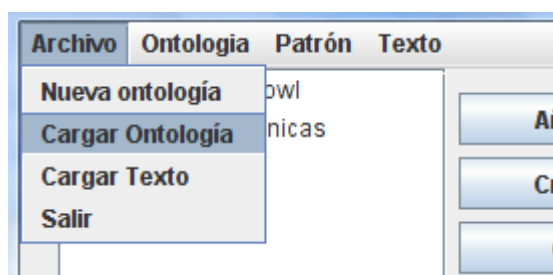 Archivo Ontologia Patrón Texto
Nueva ontología
Cargar Ontología
Cargar Texto
Salir
owl
nicas